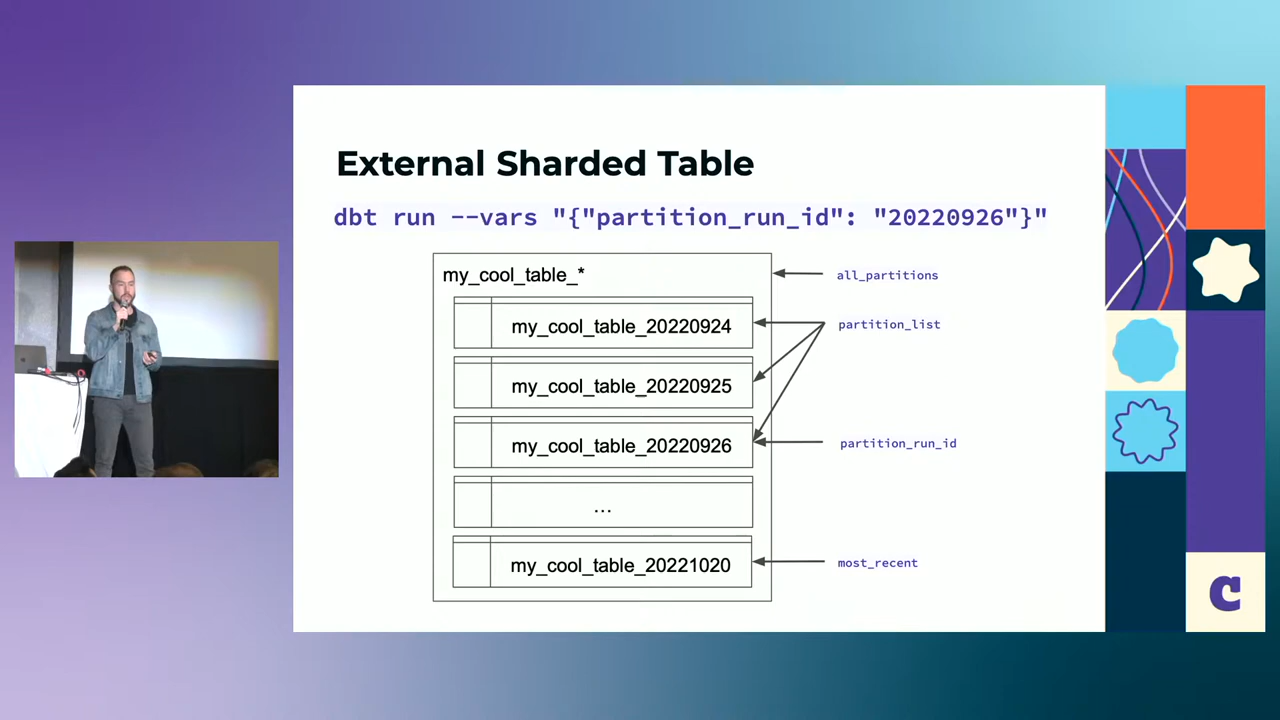 External Sharded Table
dbt run --vars "{"partition_run_id": "20220926"}"
my_cool_table_*
all_partitions
my_cool_table_20220924
partition_list
my_cool_table_20220925
my_cool_table_20220926
partition_run_id
...
my_cool_table_20221020
most_recent
c